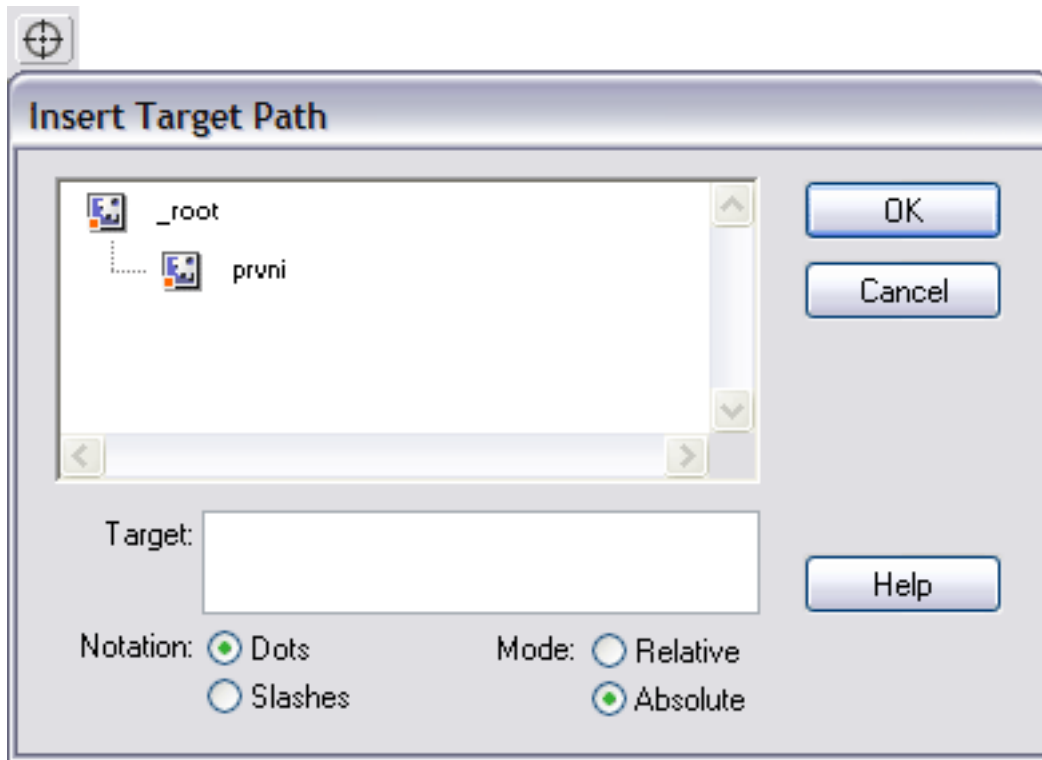 Insert Target Path
_root
prvni
OK
Cancel
Target:
Help
Notation: Dots Mode: Relative
Slashes Absolute